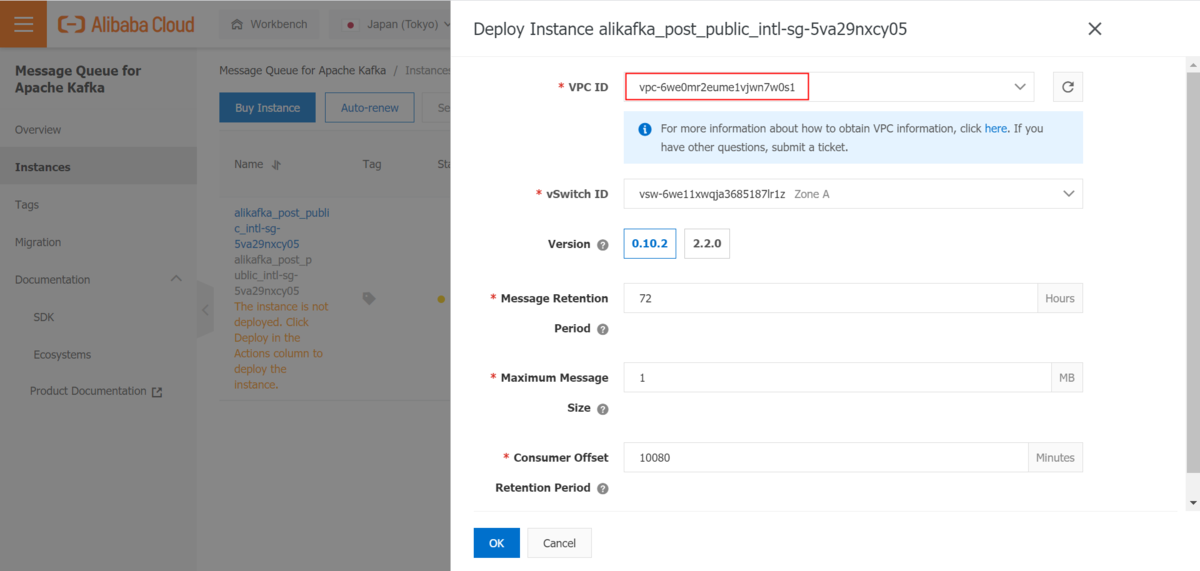 Alibaba Cloud
Workbench
Japan (Tokyo)
Message Queue for
Apache Kafka
Overview
Instances
Tags
Migration
Documentation
SDK
Ecosystems
Product Documentation
Message Queue for Apache Kafka / Instances
Buy Instance
Auto-renew
Se
Name
Tag
Sta
alikafka_post_publi
c_intl-sg-
5va29nxcy05
alikafka_post_p
ublic_intl-sg-
5va29nxcy05
The instance is not
deployed. Click
Deploy in the
Actions column to
deploy the
instance.
Deploy Instance alikafka_post_public_intl-sg-5va29nxcy05
* VPC ID
vpc-6we0mr2eume1vjwn7w0s1
For more information about how to obtain VPC information, click here. If you
have other questions, submit a ticket.
* vSwitch ID
vsw-6we11xwqja3685187lr1z Zone A
Version
0.10.2
2.2.0
* Message Retention
Period
72
Hours
* Maximum Message
Size
1
MB
* Consumer Offset
Retention Period
10080
Minutes
OK
Cancel